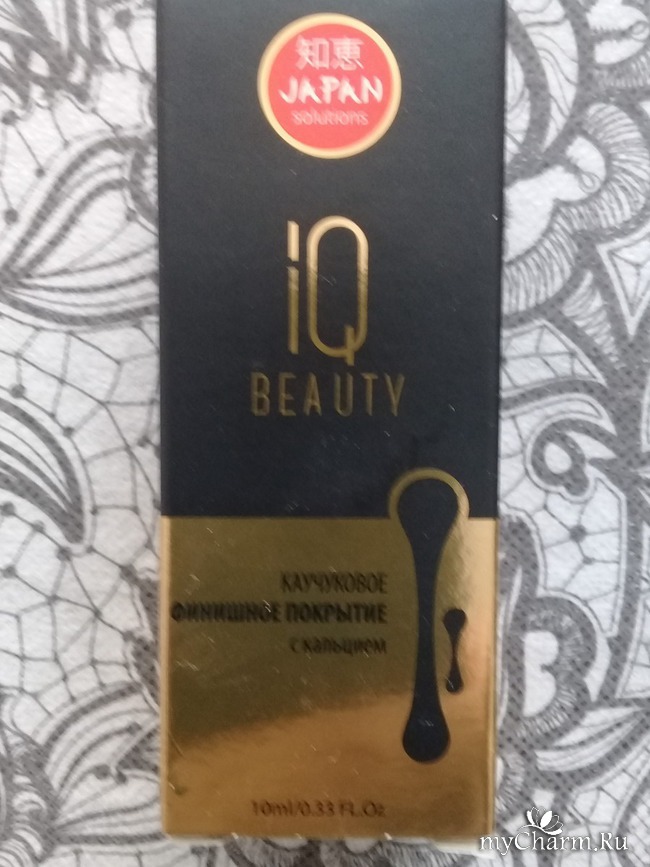 知恵
JAPAN
solutions
iQ
BEAUTY
КАУЧУКОВОЕ
ФИНИШНОЕ ПОКРЫТИЕ
С КАЛЬЦИЕМ
10ml/0.33 FL.Oz
myCharm.Ru